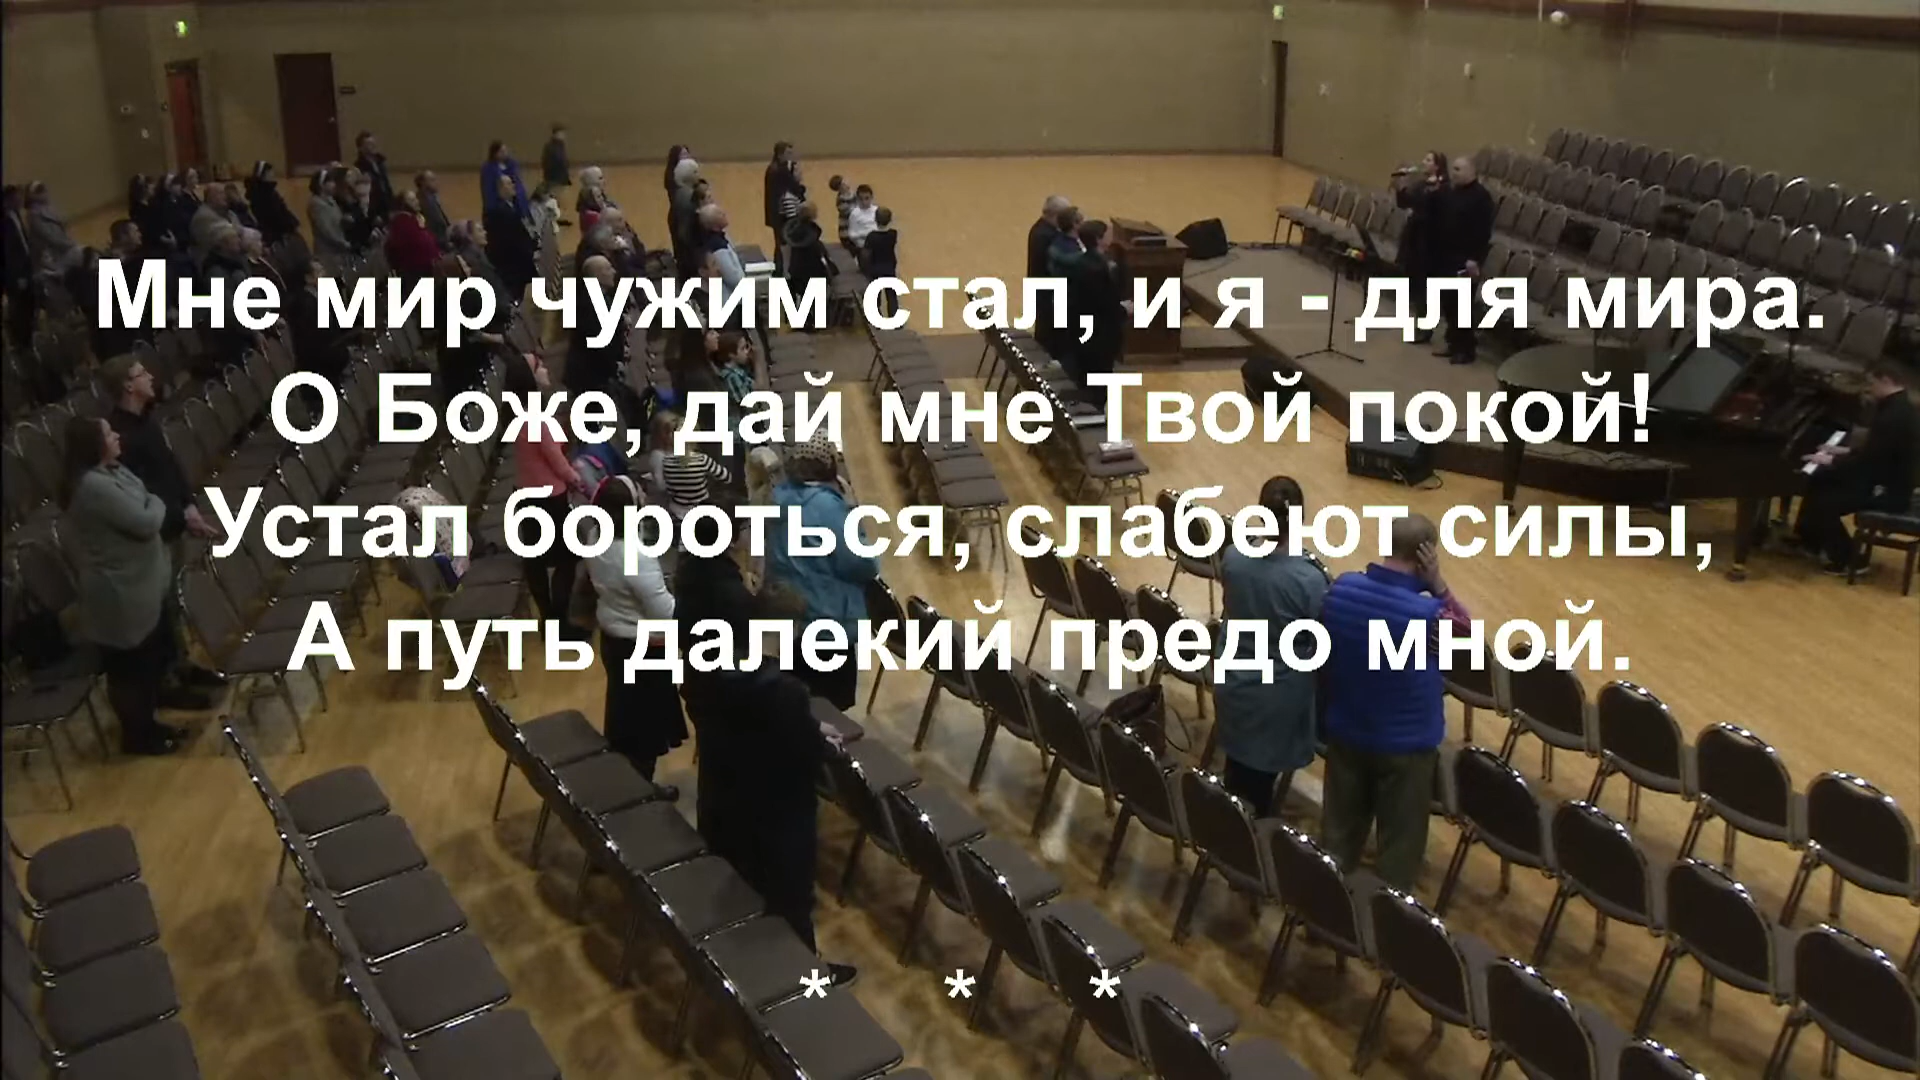 Мне мир чужим стал, и я - для мира.
О Боже, дай мне Твой покой!
Устал бороться, слабеют силы,
А путь далекий предо мной.
* * *